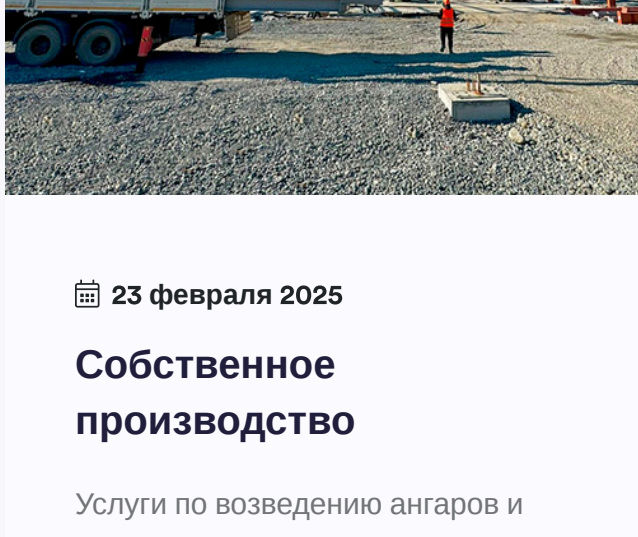 23 февраля 2025
Собственное
производство
Услуги по возведению ангаров и